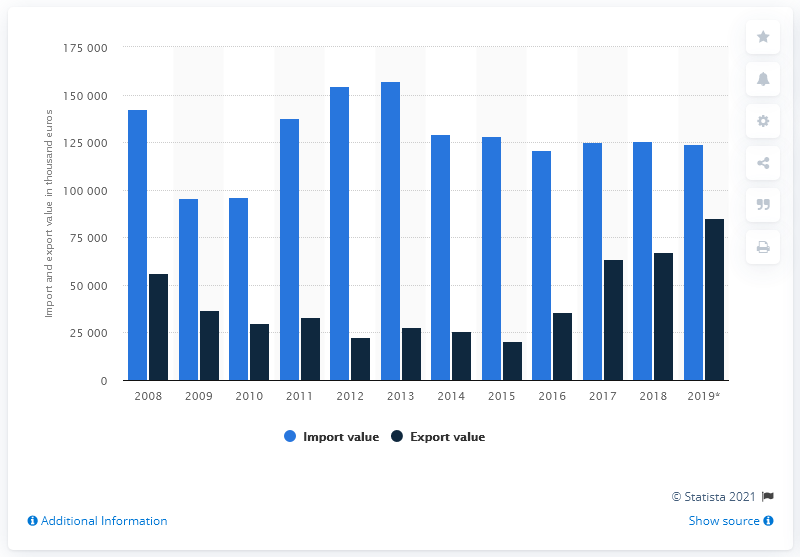 175 000
150 000
125 000
100 000
75 000
50 000
25 000
0
Import and export value in thousand euros
2008 2009 2010 2011 2012 2013 2014 2015 2016 2017 2018 2019*
Import value Export value
© Statista 2021
Additional Information Show source